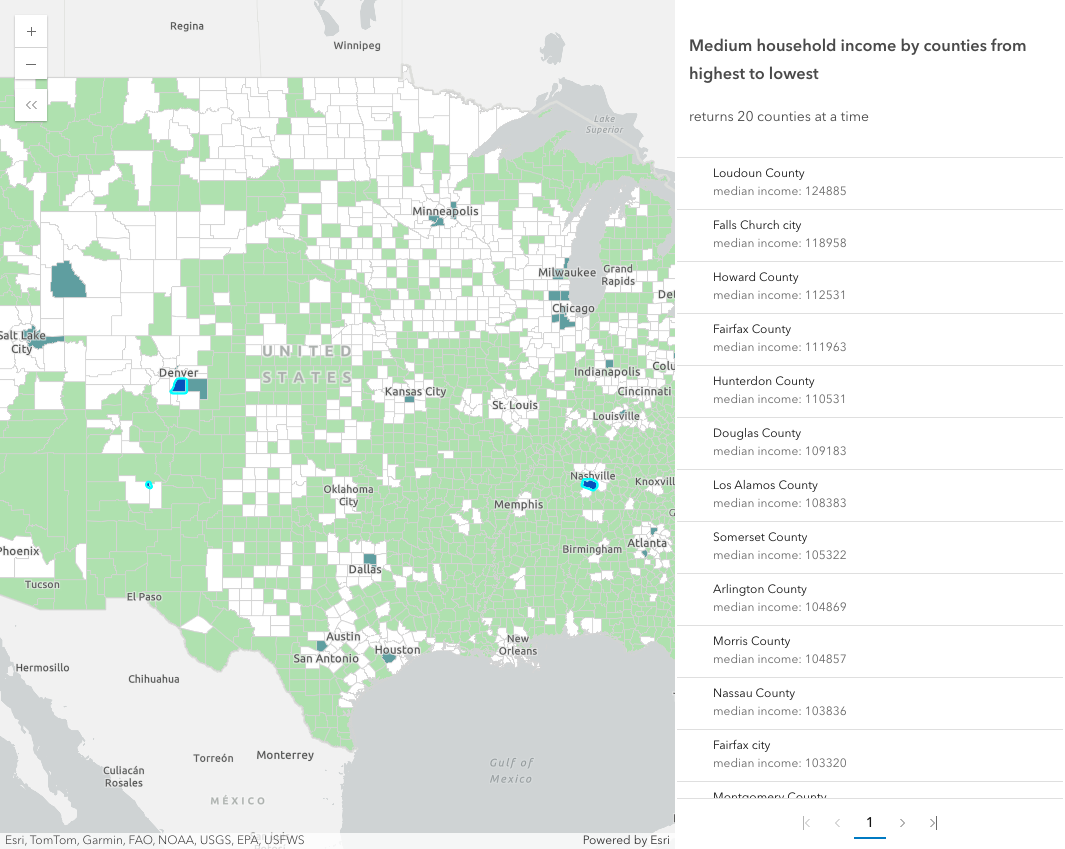 Regina
Winnipeg
Lake
Superior
Minneapolis
Milwaukee
Grand
Rapids
Det
Chicago
Salt Lake
City
UNITED
STATES
Denver
Indianapolis
Colu
Kansas City
Cincinnati
St. Louis
Louisville
Nashville
Knoxvill
Oklahoma
City
Memphis
Atlanta
Birmingham
Phoenix
Dallas
Tucson
El Paso
Austin
New
Orleans
Houston
San Antonio
Hermosillo
Chihuahua
Monterrey
Torreón
Gulf of
Mexico
Culiacán
Rosales
MÉXICO
Esri, TomTom, Garmin, FAO, NOAA, USGS, EPA, USFWS
Powered by Esri
Medium household income by counties from
highest to lowest
returns 20 counties at a time
Loudoun County
median income: 124885
Falls Church city
median income: 118958
Howard County
median income: 112531
Fairfax County
median income: 111963
Hunterdon County
median income: 110531
Douglas County
median income: 109183
Los Alamos County
median income: 108383
Somerset County
median income: 105322
Arlington County
median income: 104869
Morris County
median income: 104857
Nassau County
median income: 103836
Fairfax city
median income: 103320
Montgomery County
1